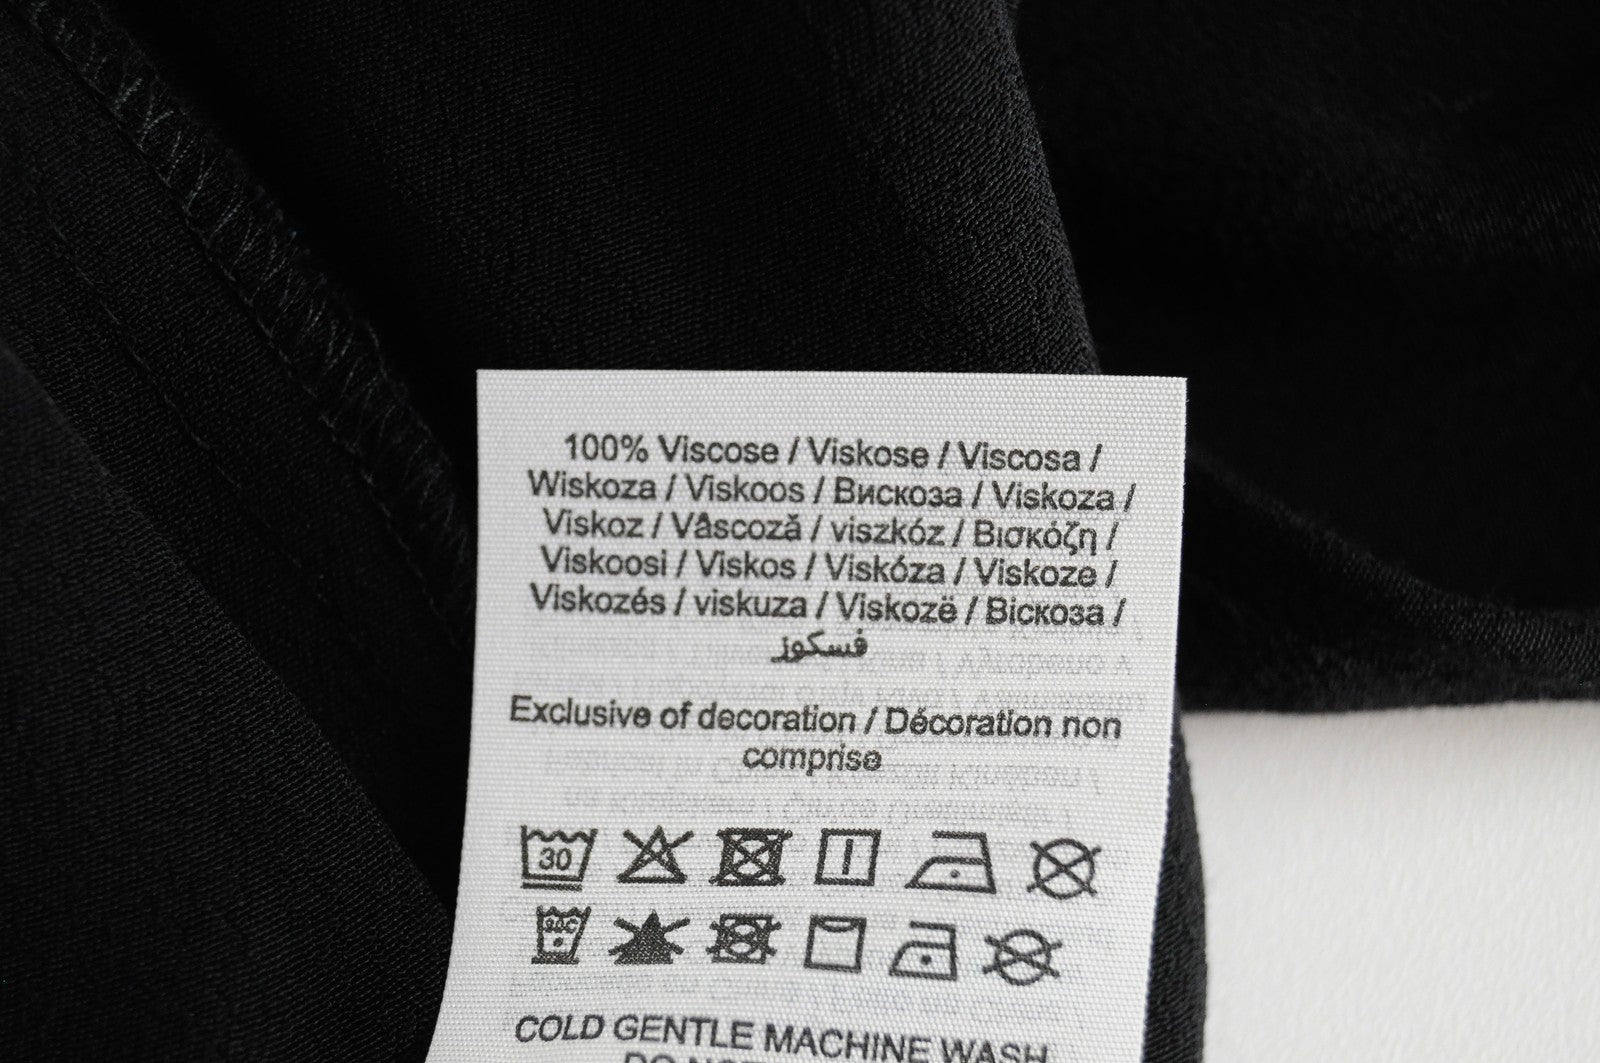 100% Viscose / Viskose / Viscosa /
Wiskoza / Viskoos / Вискоза / Viskoza /
Viskoz / Vâscoză / viszkóz / Βισκόζη /
Viskoosi / Viskos / Viskóza / Viskoze /
Viskozés / viskuza / Viskozë / Віскоза /
فسكوز
Exclusive of decoration / Décoration non
comprise
30
30C
COLD GENTLE MACHINE WASH